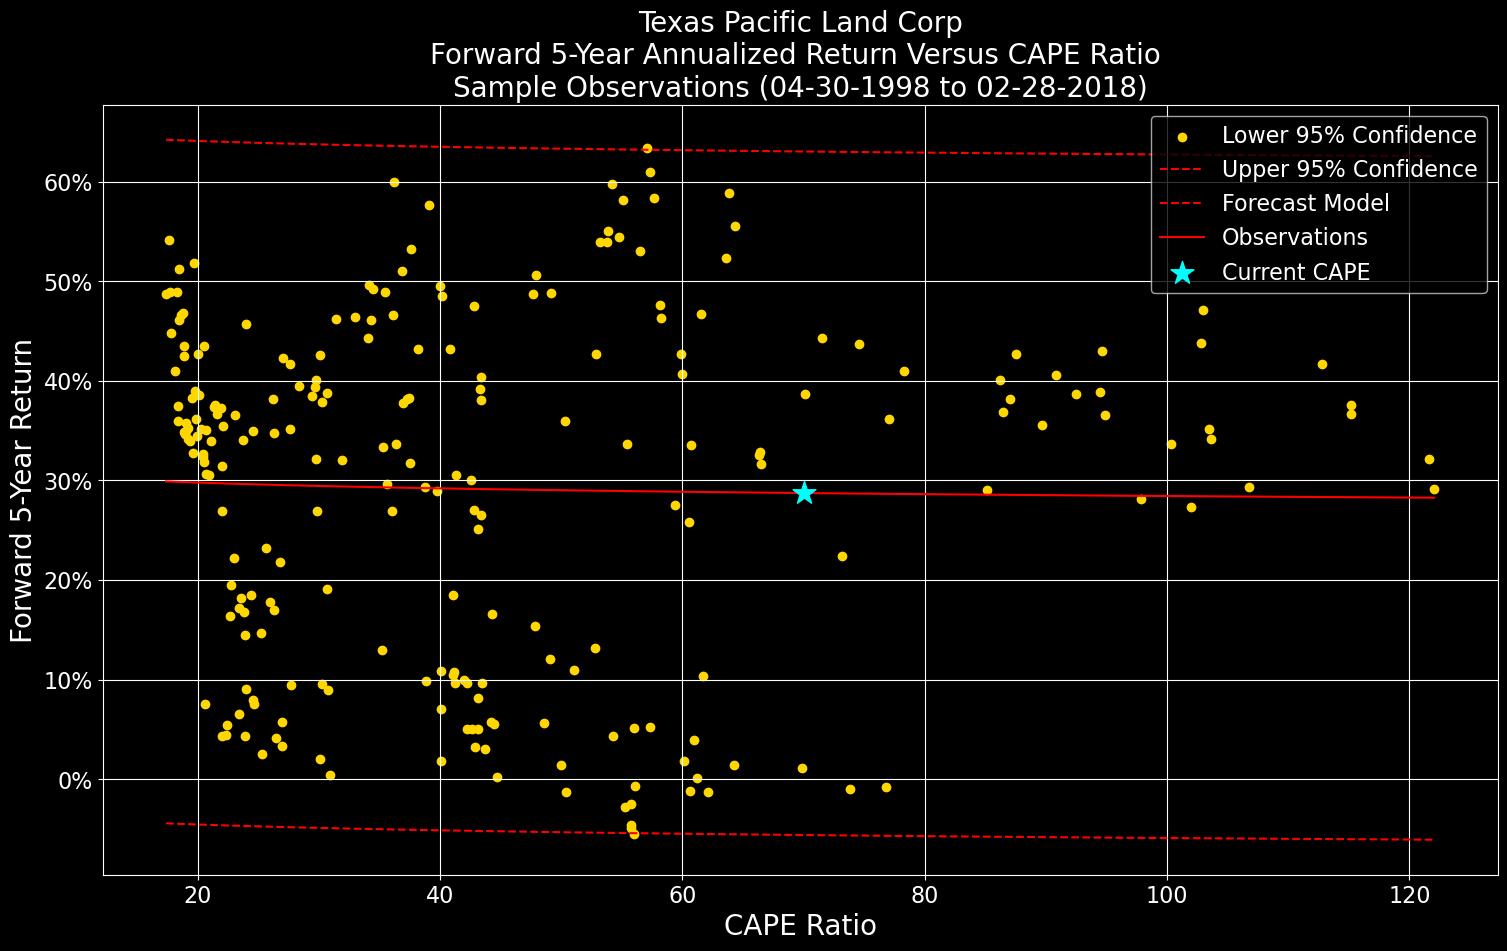 Texas Pacific Land Corp
Forward 5-Year Annualized Return Versus CAPE Ratio
Sample Observations (04-30-1998 to 02-28-2018)
Lower 95% Confidence
Upper 95% Confidence
Forecast Model
Observations
Current CAPE
Forward 5-Year Return
60%
50%
40%
30%
20%
10%
0%
20
40
60
80
100
120
CAPE Ratio